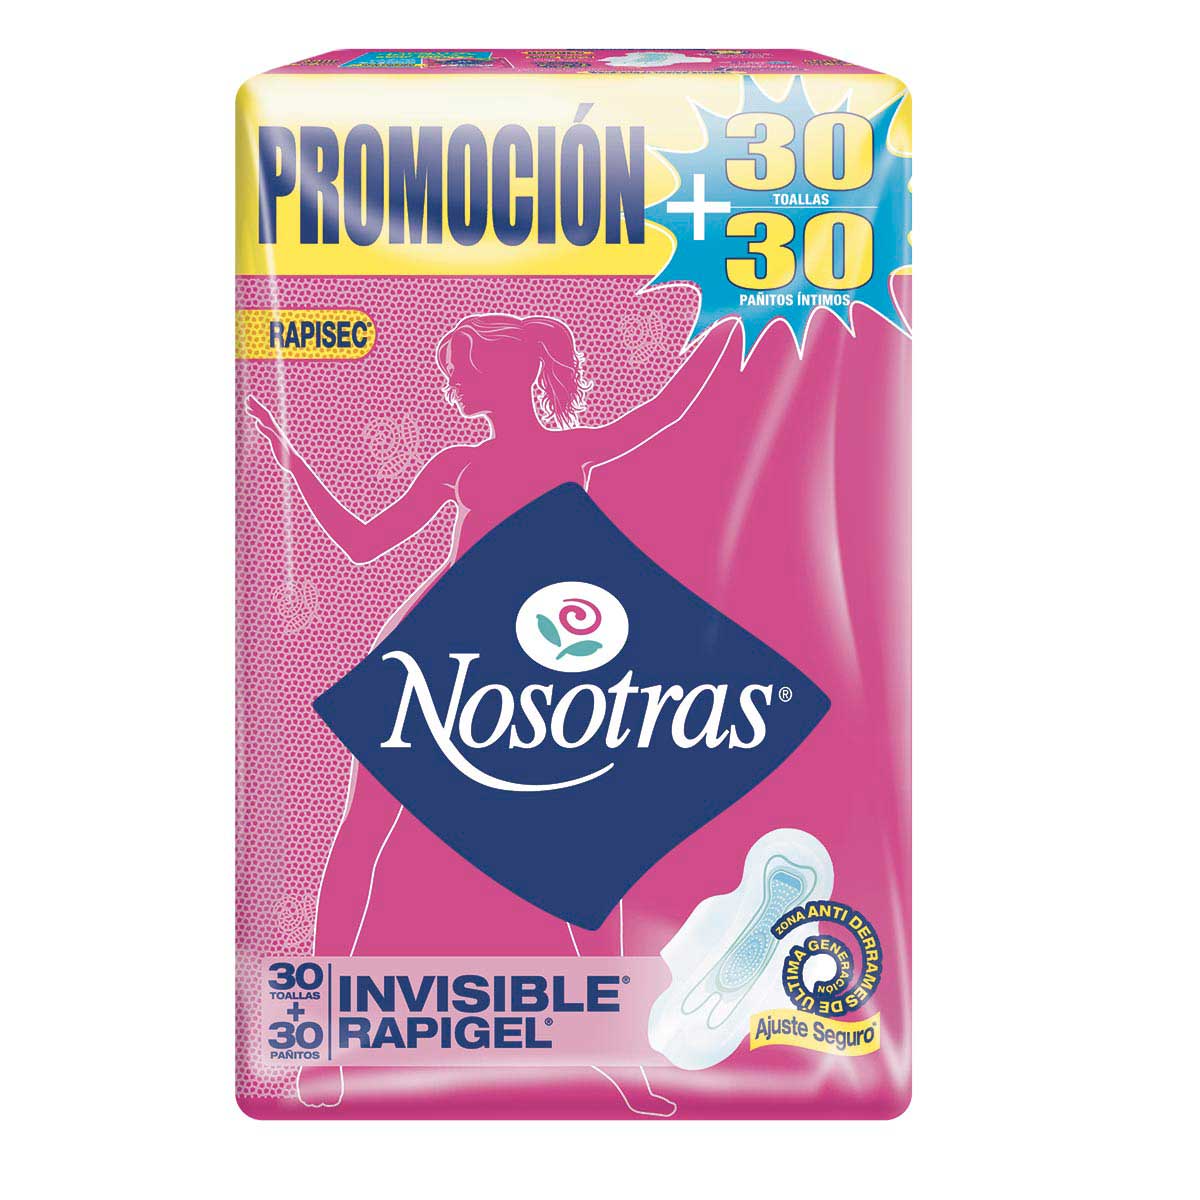 PROMOCIÓN
+
30
TOALLAS
30
PAÑITOS ÍNTIMOS
RAPISEC®
Nosotras®
ZONA ANTI DERRAMES DE ÚLTIMA GENERACIÓN
Ajuste Seguro
30
TOALLAS
+
30
PAÑITOS
INVISIBLE®
RAPIGEL®